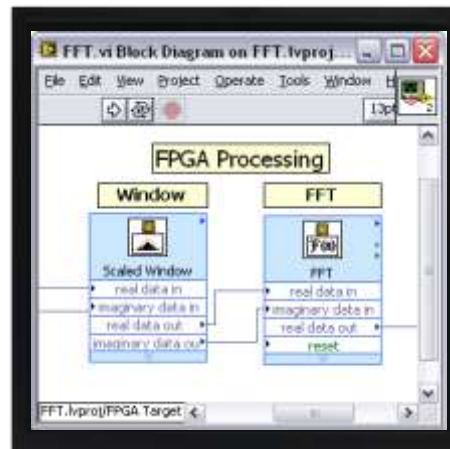 FFT.vi Block Diagram on FFT.lvproj...
File Edit View Project Operate Tools Window H
13pt
2
FPGA Processing
Window FFT
Scaled Window FFT
real data in real data in
imaginary data in imaginary data in
real data out real data out
imaginary data out reset
FFT.lvproj/FPGA Target